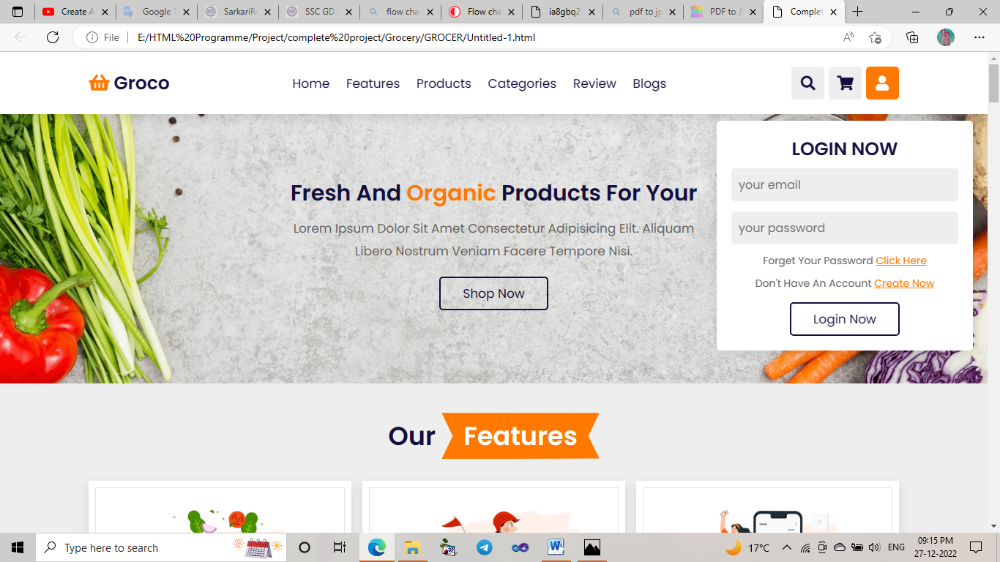 Create A
Google T
SarkariRe
SSC GD
flow cha
Flow cha
ia8gbq2
pdf to jp
PDF to J
Complet
File
E:/HTML%20Programme/Project/complete%20project/Grocery/GROCER/Untitled-1.html
Groco
Home Features Products Categories Review Blogs
LOGIN NOW
your email
your password
Forget Your Password Click Here
Don't Have An Account Create Now
Login Now
Fresh And Organic Products For Your
Lorem Ipsum Dolor Sit Amet Consectetur Adipisicing Elit. Aliquam
Libero Nostrum Veniam Facere Tempore Nisi.
Shop Now
Our Features
Type here to search
17°C
ENG
09:15 PM
27-12-2022